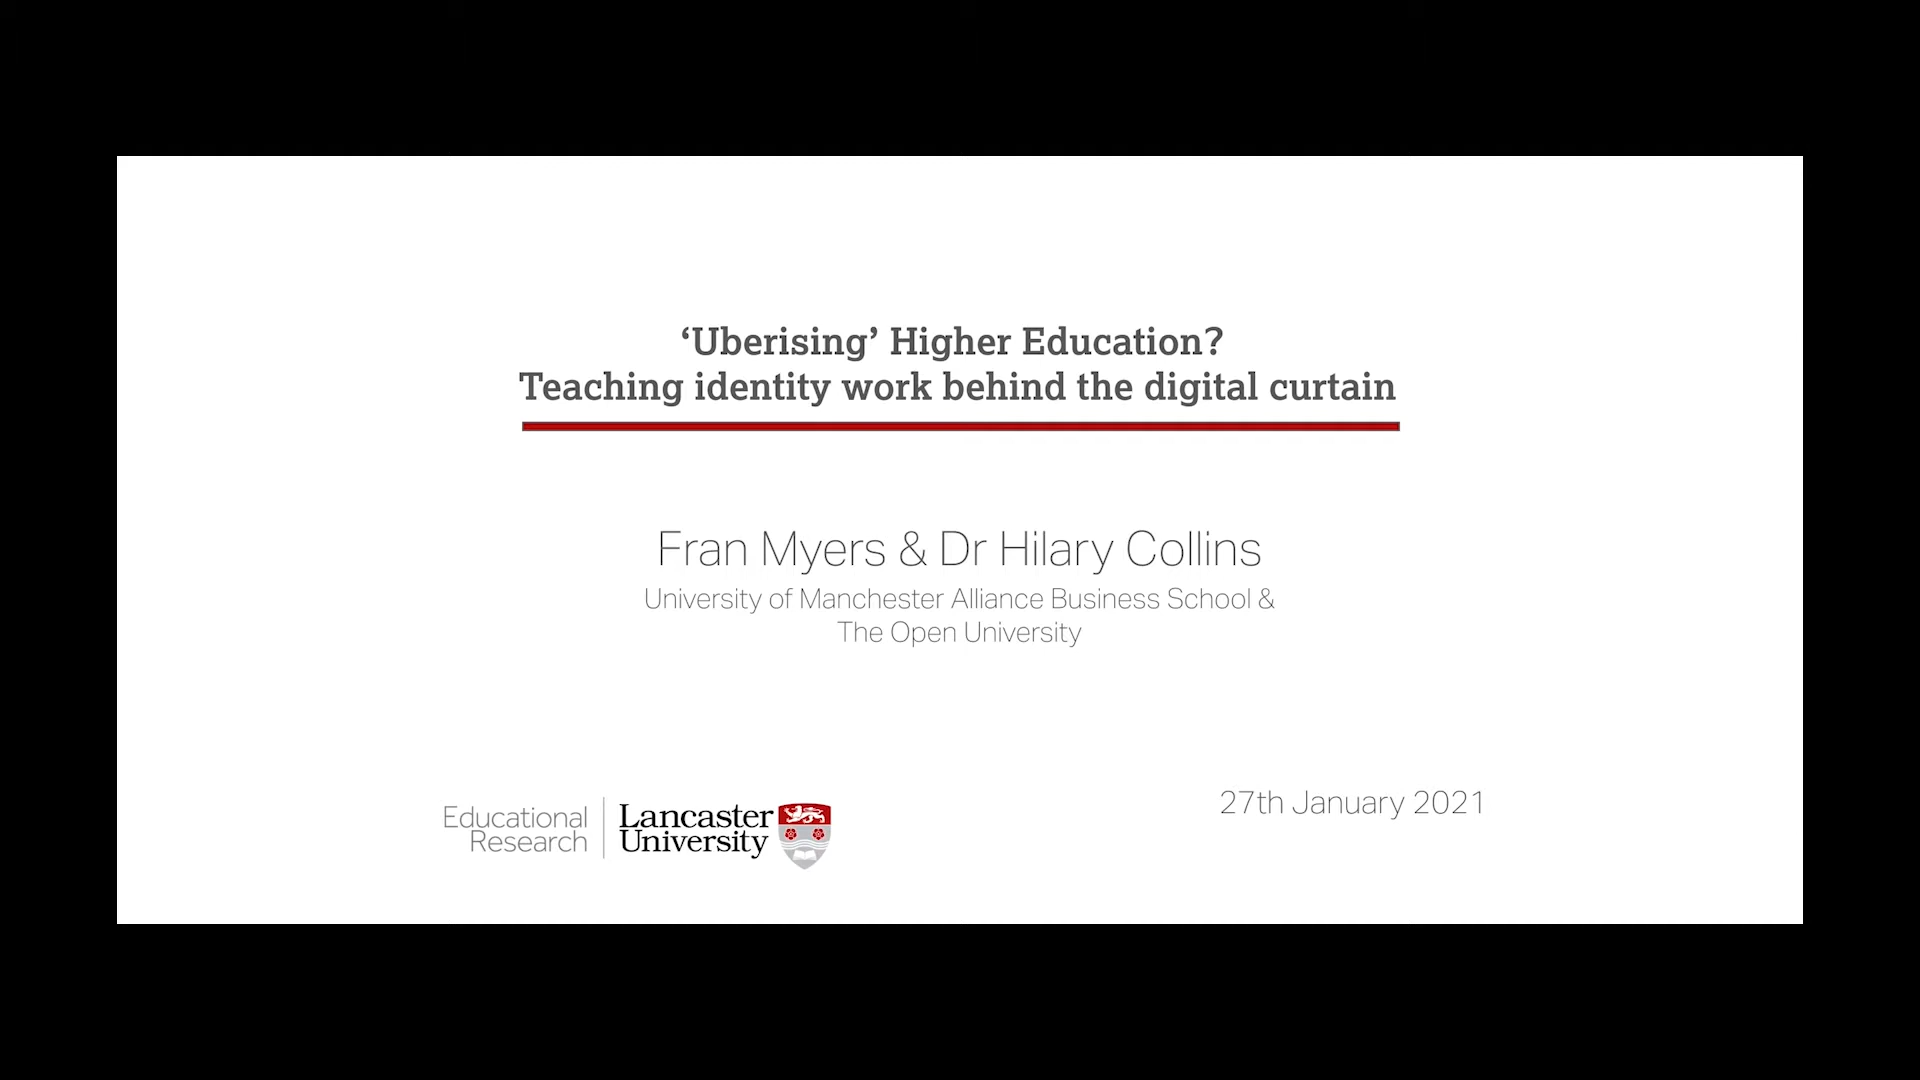 ‘Uberising’ Higher Education?
Teaching identity work behind the digital curtain
Fran Myers & Dr Hilary Collins
University of Manchester Alliance Business School &
The Open University
Educational
Research
Lancaster
University
27th January 2021